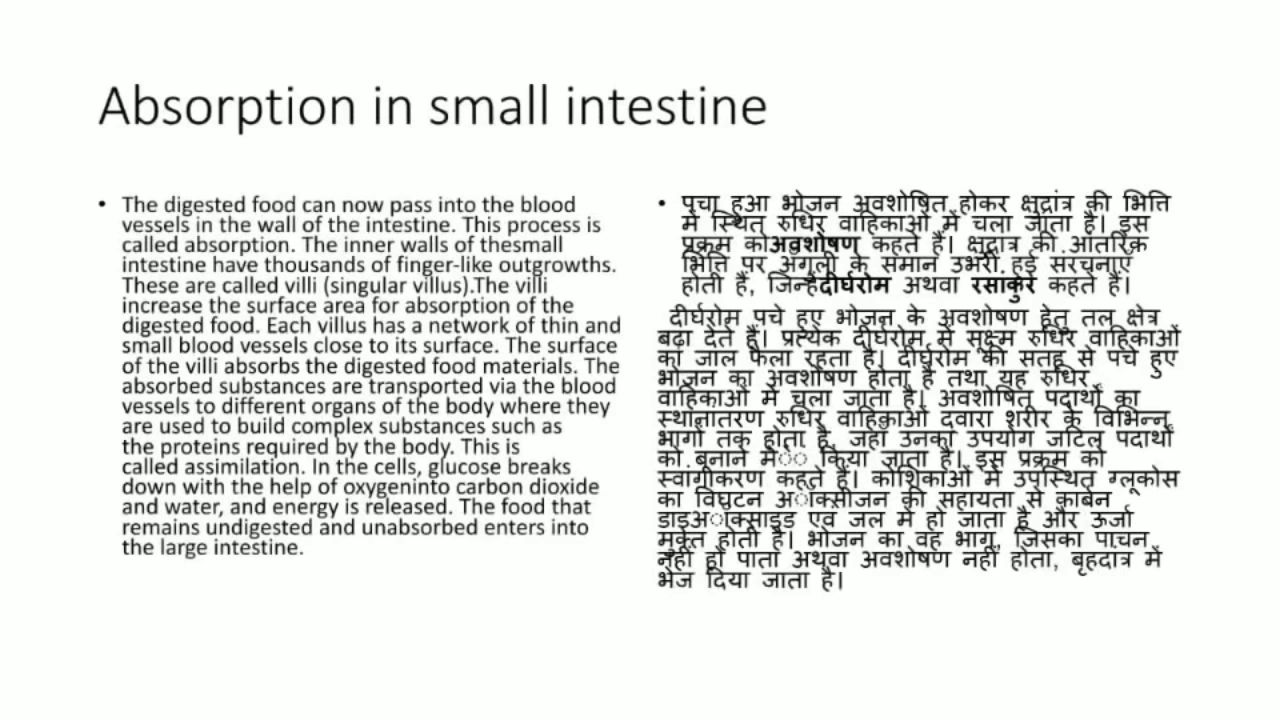 Absorption in small intestine
• The digested food can now pass into the blood
vessels in the wall of the intestine. This process is
called absorption. The inner walls of thesmall
intestine have thousands of finger-like outgrowths.
These are called villi (singular villus).The villi
increase the surface area for absorption of the
digested food. Each villus has a network of thin and
small blood vessels close to its surface. The surface
of the villi absorbs the digested food materials. The
absorbed substances are transported via the blood
vessels to different organs of the body where they
are used to build complex substances such as
the proteins required by the body. This is
called assimilation. In the cells, glucose breaks
down with the help of oxygeninto carbon dioxide
and water, and energy is released. The food that
remains undigested and unabsorbed enters into
the large intestine.
• पचा हुआ भोजन अवशोषित होकर क्षुद्रांत्र की भित्ति
में स्थित रुधिर वाहिकाओं में चला जाता है। इस
प्रक्रम कोअवशोषण कहते हैं। क्षुद्रांत्र की आंतरिक
भित्ति पर अंगुली के समान उभरी हुई संरचनाएँ
होती हैं, जिन्हेंदीर्घरोम अथवा रसांकुर कहते हैं।
दीर्घरोम पचे हुए भोजन के अवशोषण हेतु तल क्षेत्र
बढ़ा देते हैं। प्रत्येक दीर्घरोम में सूक्ष्म रुधिर वाहिकाओं
का जाल फैला रहता है। दीर्घरोम की सतह से पचे हुए
भोजन का अवशोषण होता है तथा यह रुधिर
वाहिकाओं में चला जाता है। अवशोषित पदार्थों का
स्थानांतरण रुधिर वाहिकाओं दवारा शरीर के विभिन्न
भागों तक होता है, जहाँ उनका उपयोग जटिल पदार्थों
को बनाने में किया जाता है। इस प्रक्रम को
स्वांगीकरण कहते हैं। कोशिकाओं में उपस्थित ग्लूकोस
का विघटन अॉक्सीजन की सहायता से कार्बन
डाइअॉक्साइड एवं जल में हो जाता है और ऊर्जा
मुक्त होती है। भोजन का वह भाग, जिसका पाचन
नहीं हो पाता अथवा अवशोषण नहीं होता, बृहदांत्र में
भेज दिया जाता है।